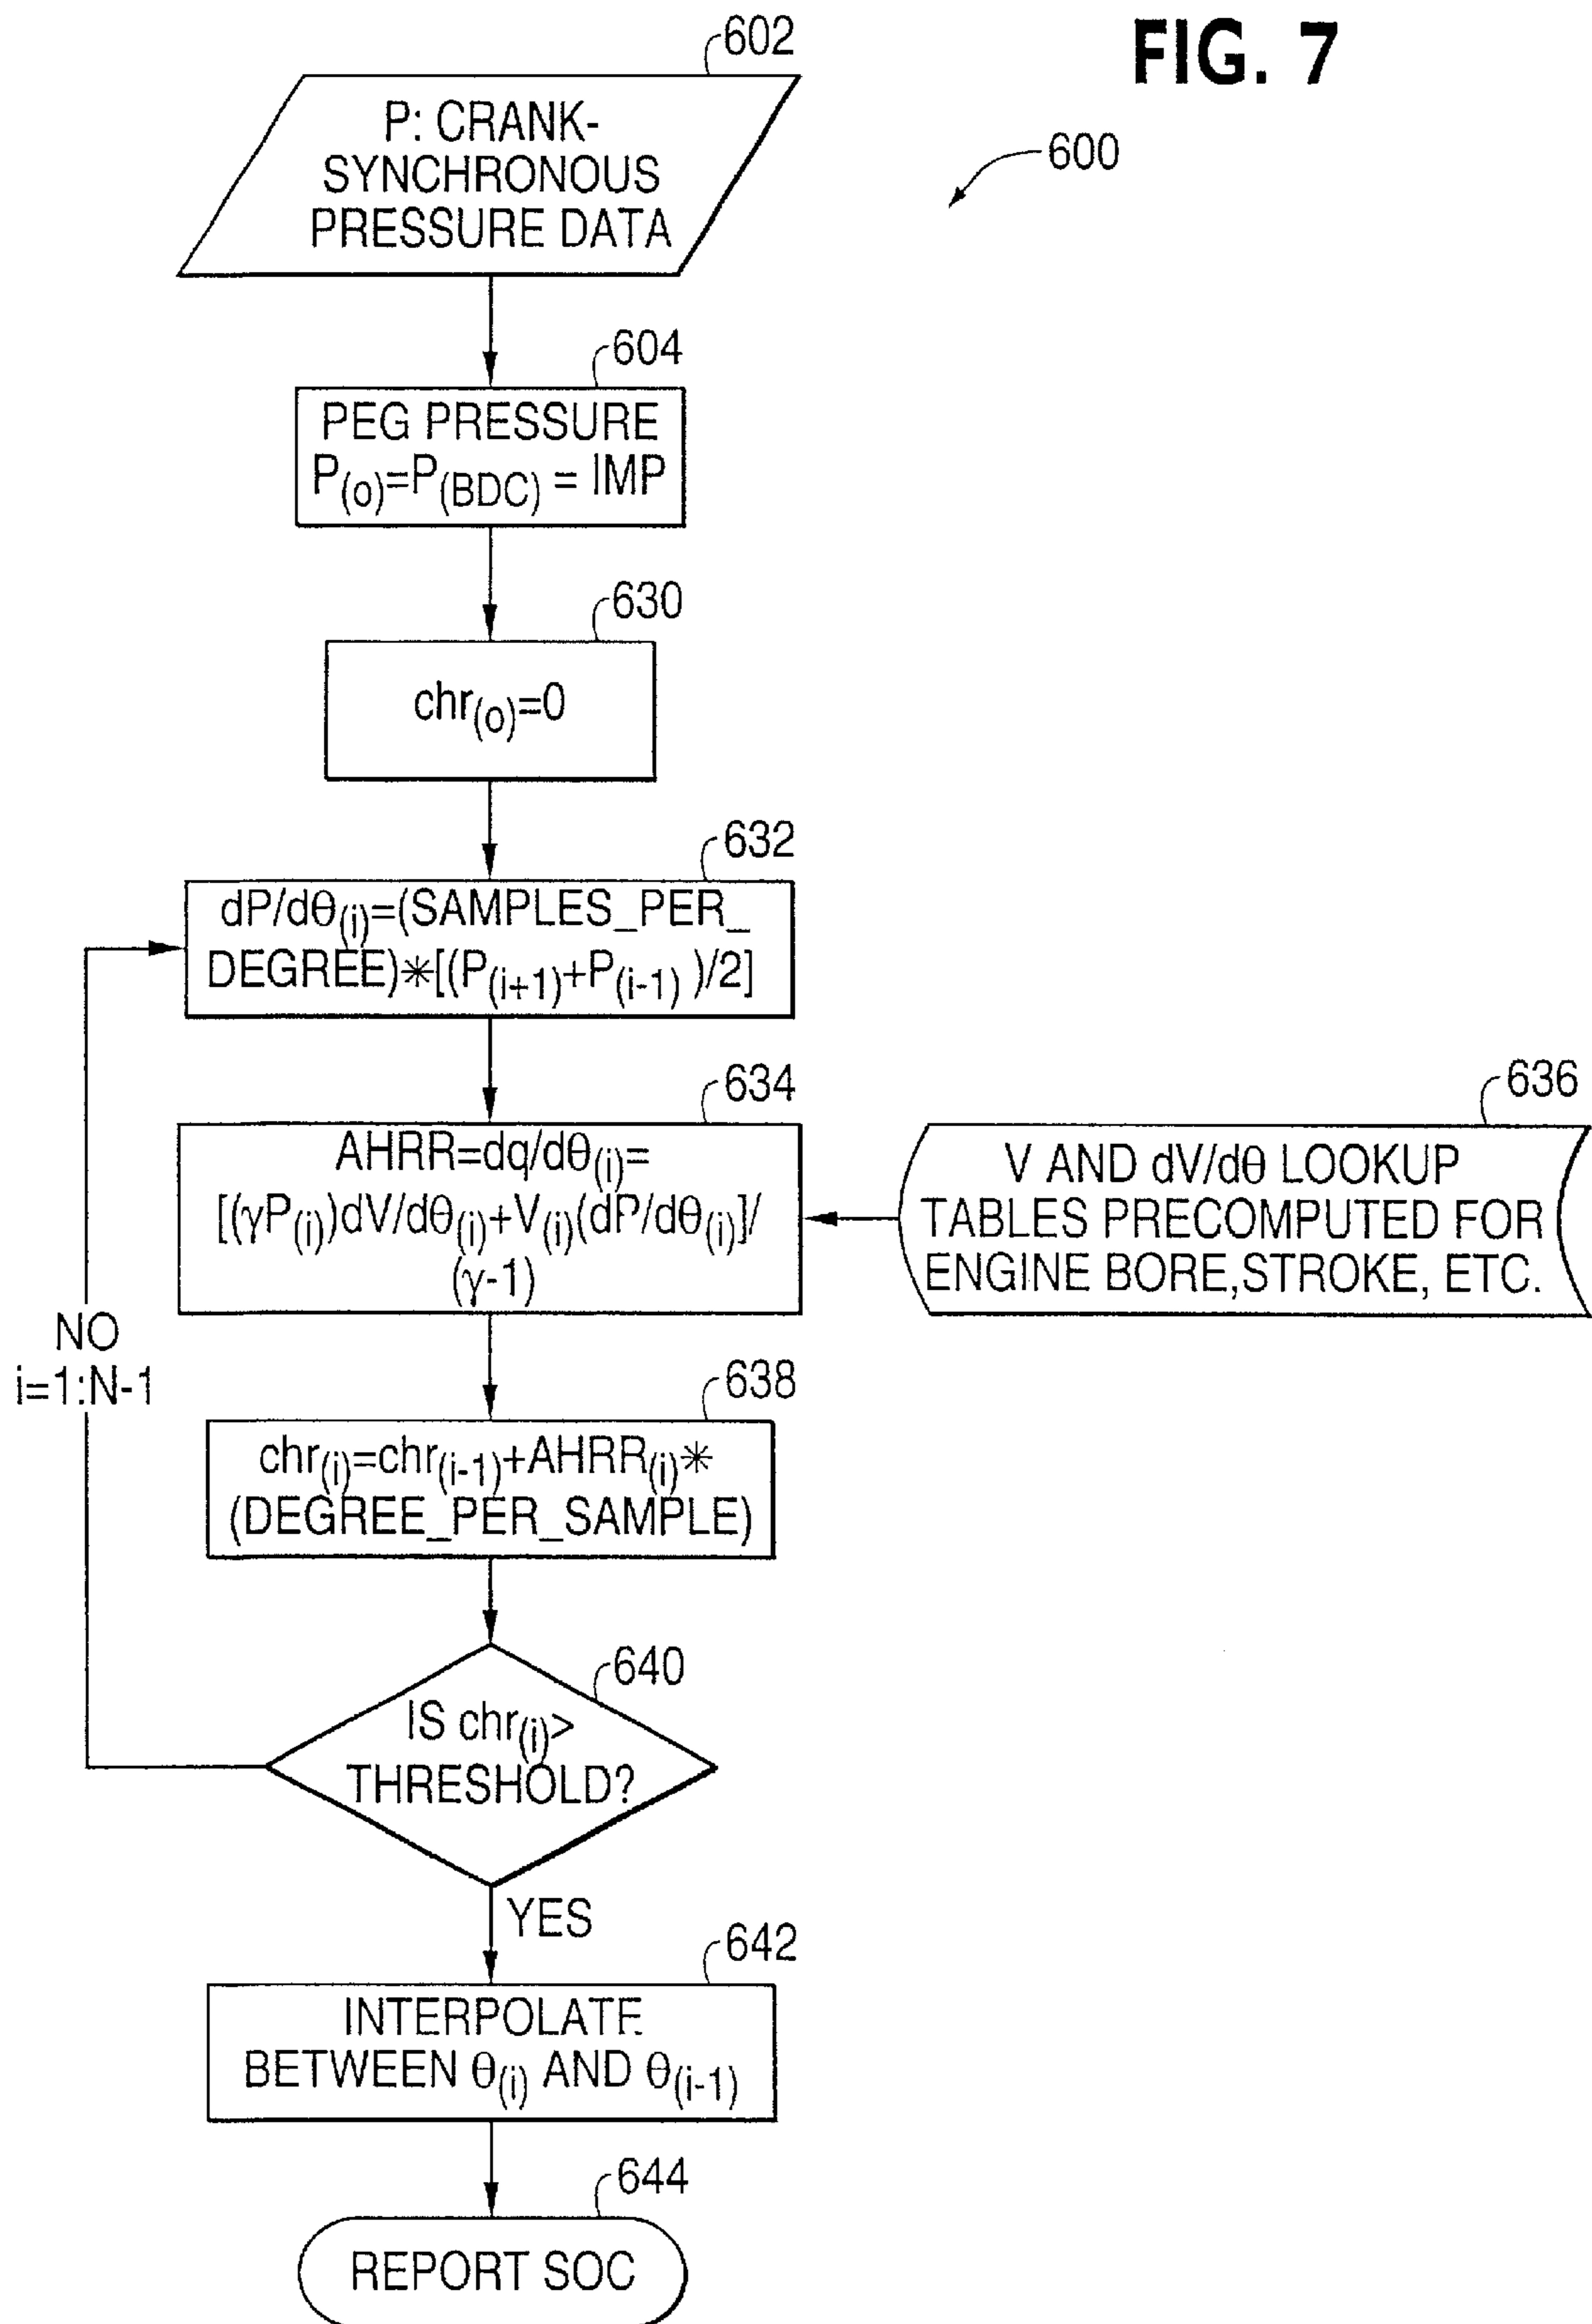 FIG. 7
600
602
P: CRANK-
SYNCHRONOUS
PRESSURE DATA
604
PEG PRESSURE
P(o)=P(BDC) = IMP
630
chr(o)=0
632
dP/dθ(i)=(SAMPLES_PER_
DEGREE)*[(P(i+1)+P(i-1) )/2]
634
AHRR=dq/dθ(i)=
[(γP(i))dV/dθ(i)+V(i)(dP/dθ(i)]/
(γ-1)
636
V AND dV/dθ LOOKUP
TABLES PRECOMPUTED FOR
ENGINE BORE,STROKE, ETC.
NO
i=1:N-1
638
chr(i)=chr(i-1)+AHRR(i)*
(DEGREE_PER_SAMPLE)
640
IS chr(i)>
THRESHOLD?
YES
642
INTERPOLATE
BETWEEN θ(i) AND θ(i-1)
644
REPORT SOC